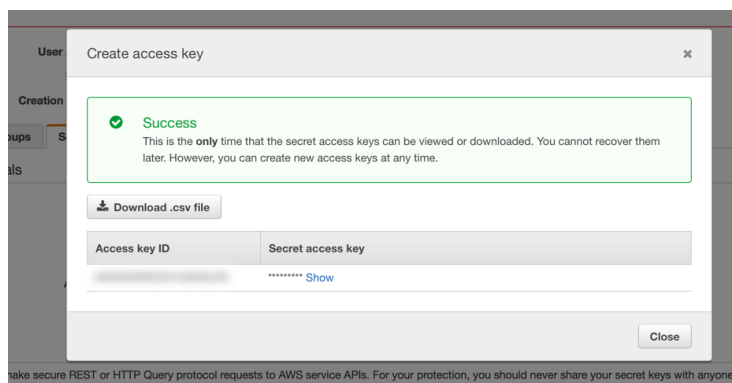 User
Create access key
×
Creation
Success
This is the only time that the secret access keys can be viewed or downloaded. You cannot recover them
later. However, you can create new access keys at any time.
oups
S
als
Download .csv file
Access key ID
Secret access key
********* Show
Close
make secure REST or HTTP Query protocol requests to AWS service APIs. For your protection, you should never share your secret keys with anyone